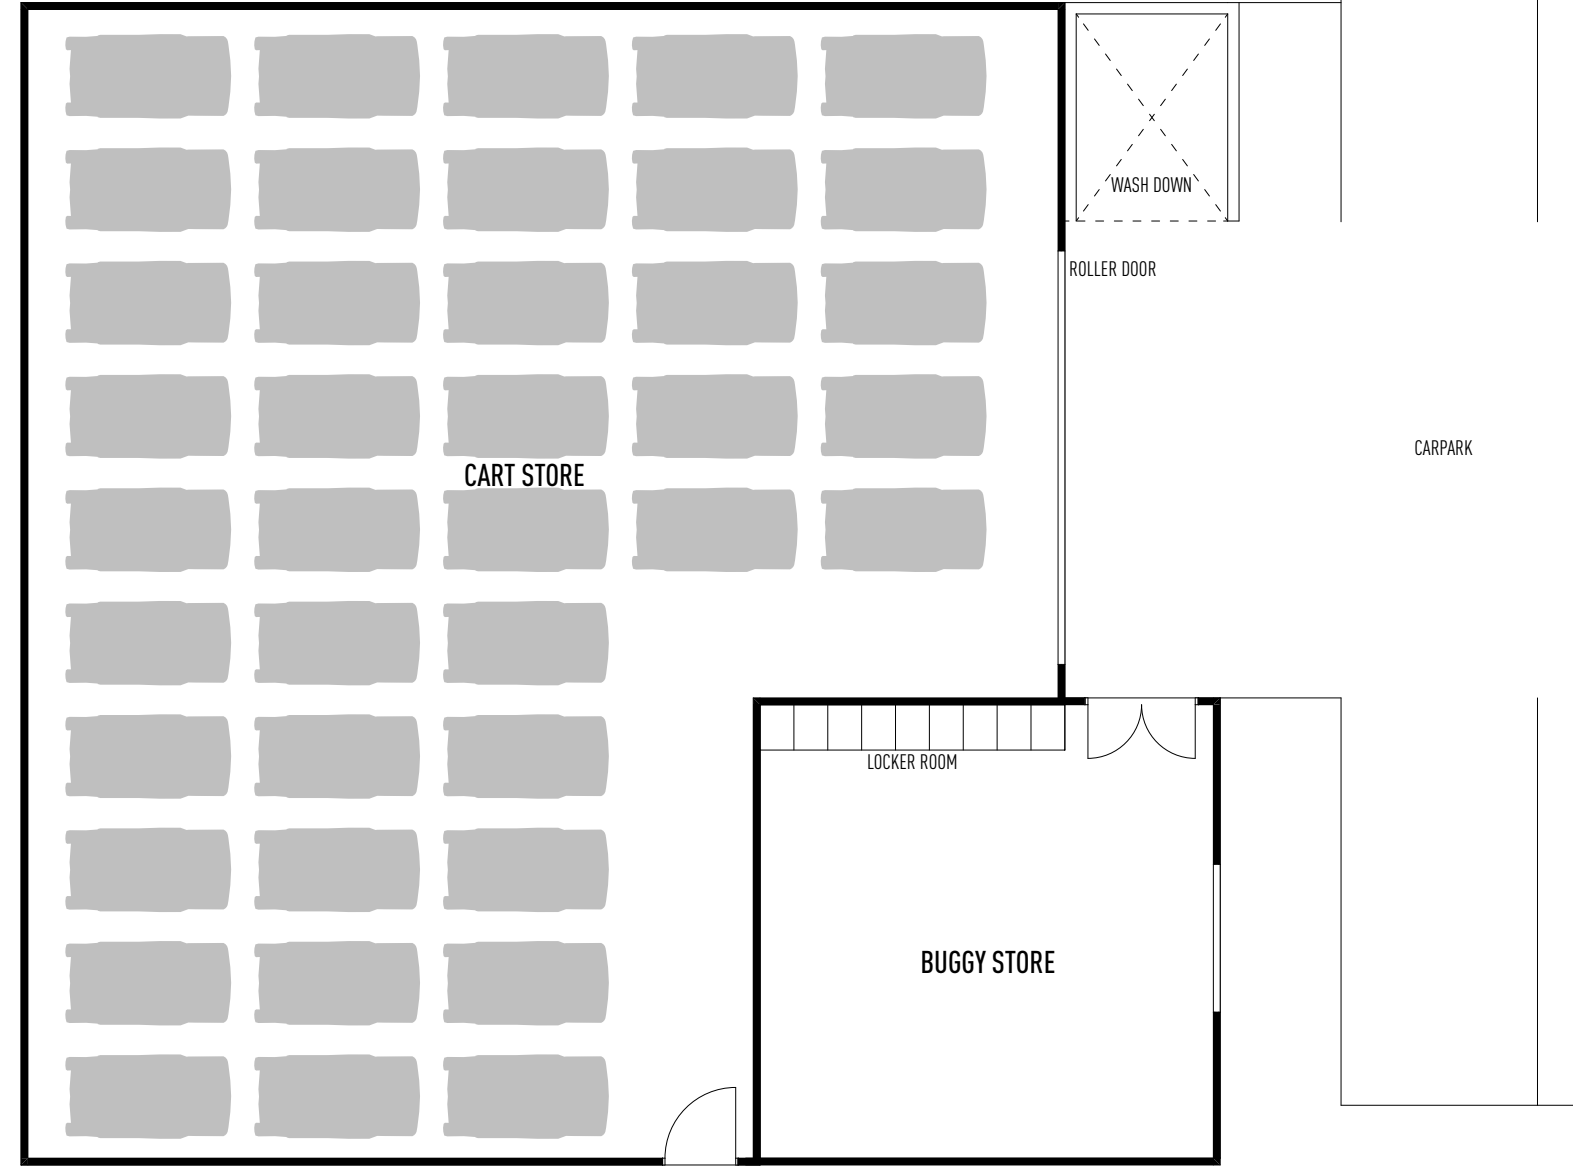 WASH DOWN
ROLLER DOOR
CARPARK
CART STORE
LOCKER ROOM
BUGGY STORE